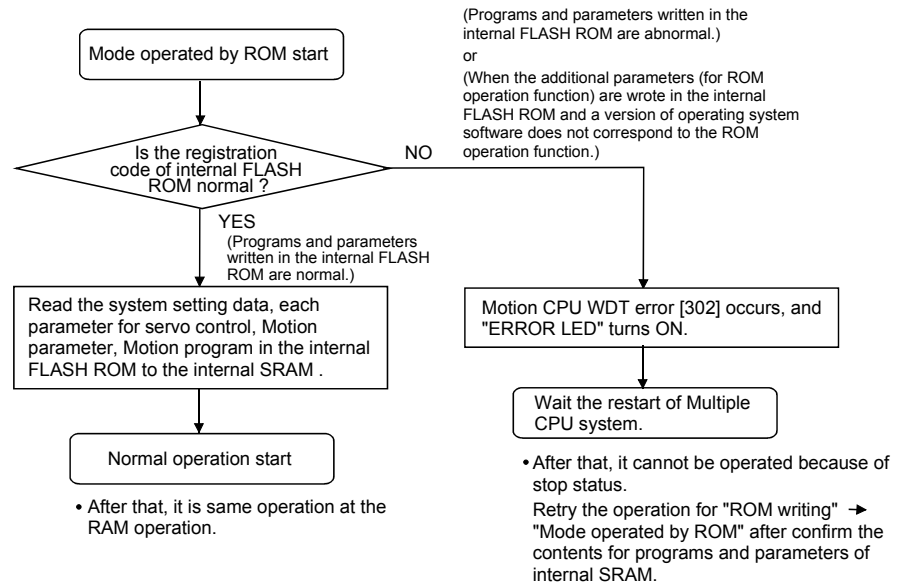 Mode operated by ROM start
(Programs and parameters written in the
internal FLASH ROM are abnormal.)
or
(When the additional parameters (for ROM
operation function) are wrote in the internal
FLASH ROM and a version of operating system
software does not correspond to the ROM
operation function.)
Is the registration
code of internal FLASH
ROM normal ?
NO
YES
(Programs and parameters
written in the internal FLASH
ROM are normal.)
Read the system setting data, each
parameter for servo control, Motion
parameter, Motion program in the internal
FLASH ROM to the internal SRAM .
Normal operation start
• After that, it is same operation at the
RAM operation.
Motion CPU WDT error [302] occurs, and
"ERROR LED" turns ON.
Wait the restart of Multiple
CPU system.
• After that, it cannot be operated because of
stop status.
Retry the operation for "ROM writing" →
"Mode operated by ROM" after confirm the
contents for programs and parameters of
internal SRAM.